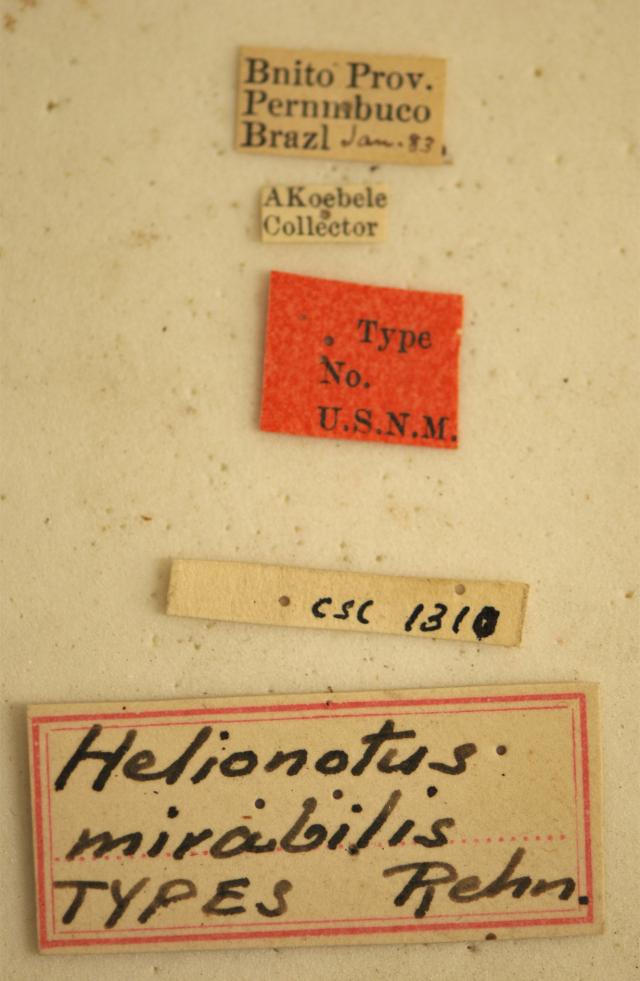 Bnito Prov.
Pernmbuco
Brazl Jan. 83.
AKoebele
Collector
Type
No.
U.S.N.M.
CSC 1310
Helionotus
mirabilis
TYPES Rehn.